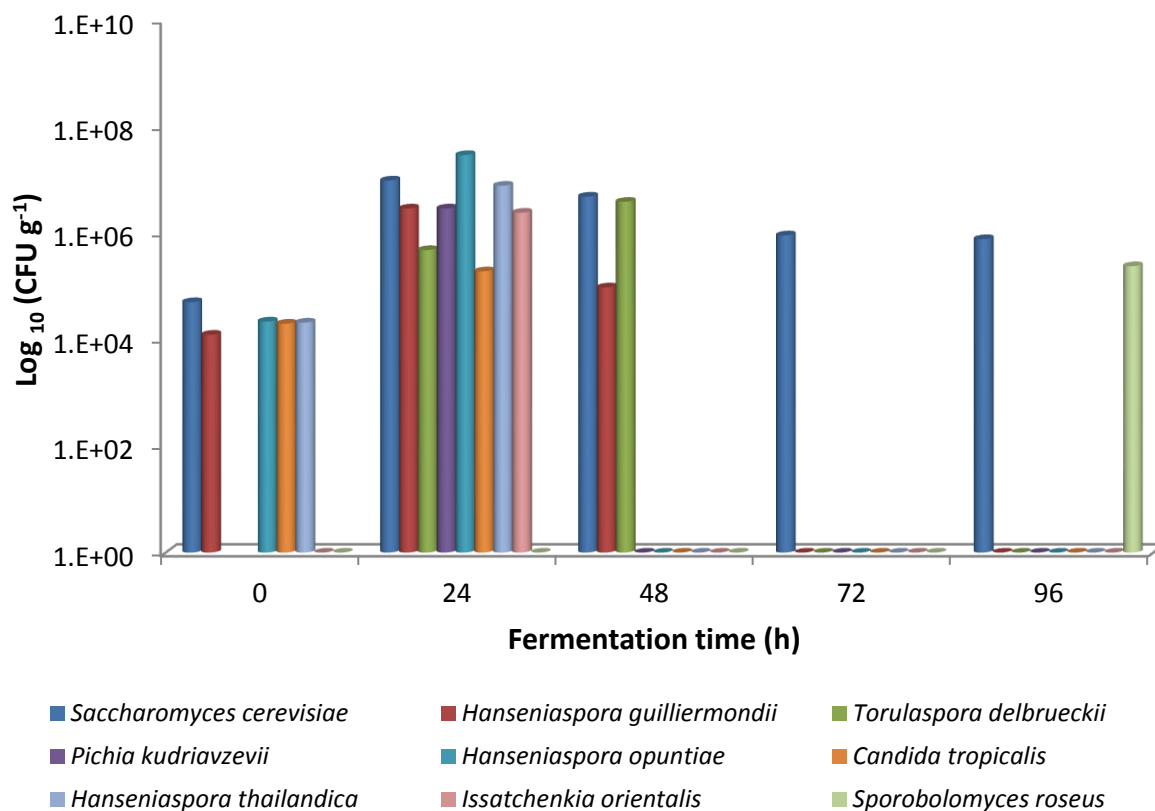 1.E+10
1.E+08
1.E+06
1.E+04
1.E+02
1.E+00
Log 10 (CFU g-1)
0 24 48 72 96
Fermentation time (h)
Saccharomyces cerevisiae Hanseniaspora guilliermondii Torulaspora delbrueckii
Pichia kudriavzevii Hanseniaspora opuntiae Candida tropicalis
Hanseniaspora thailandica Issatchenkia orientalis Sporobolomyces roseus